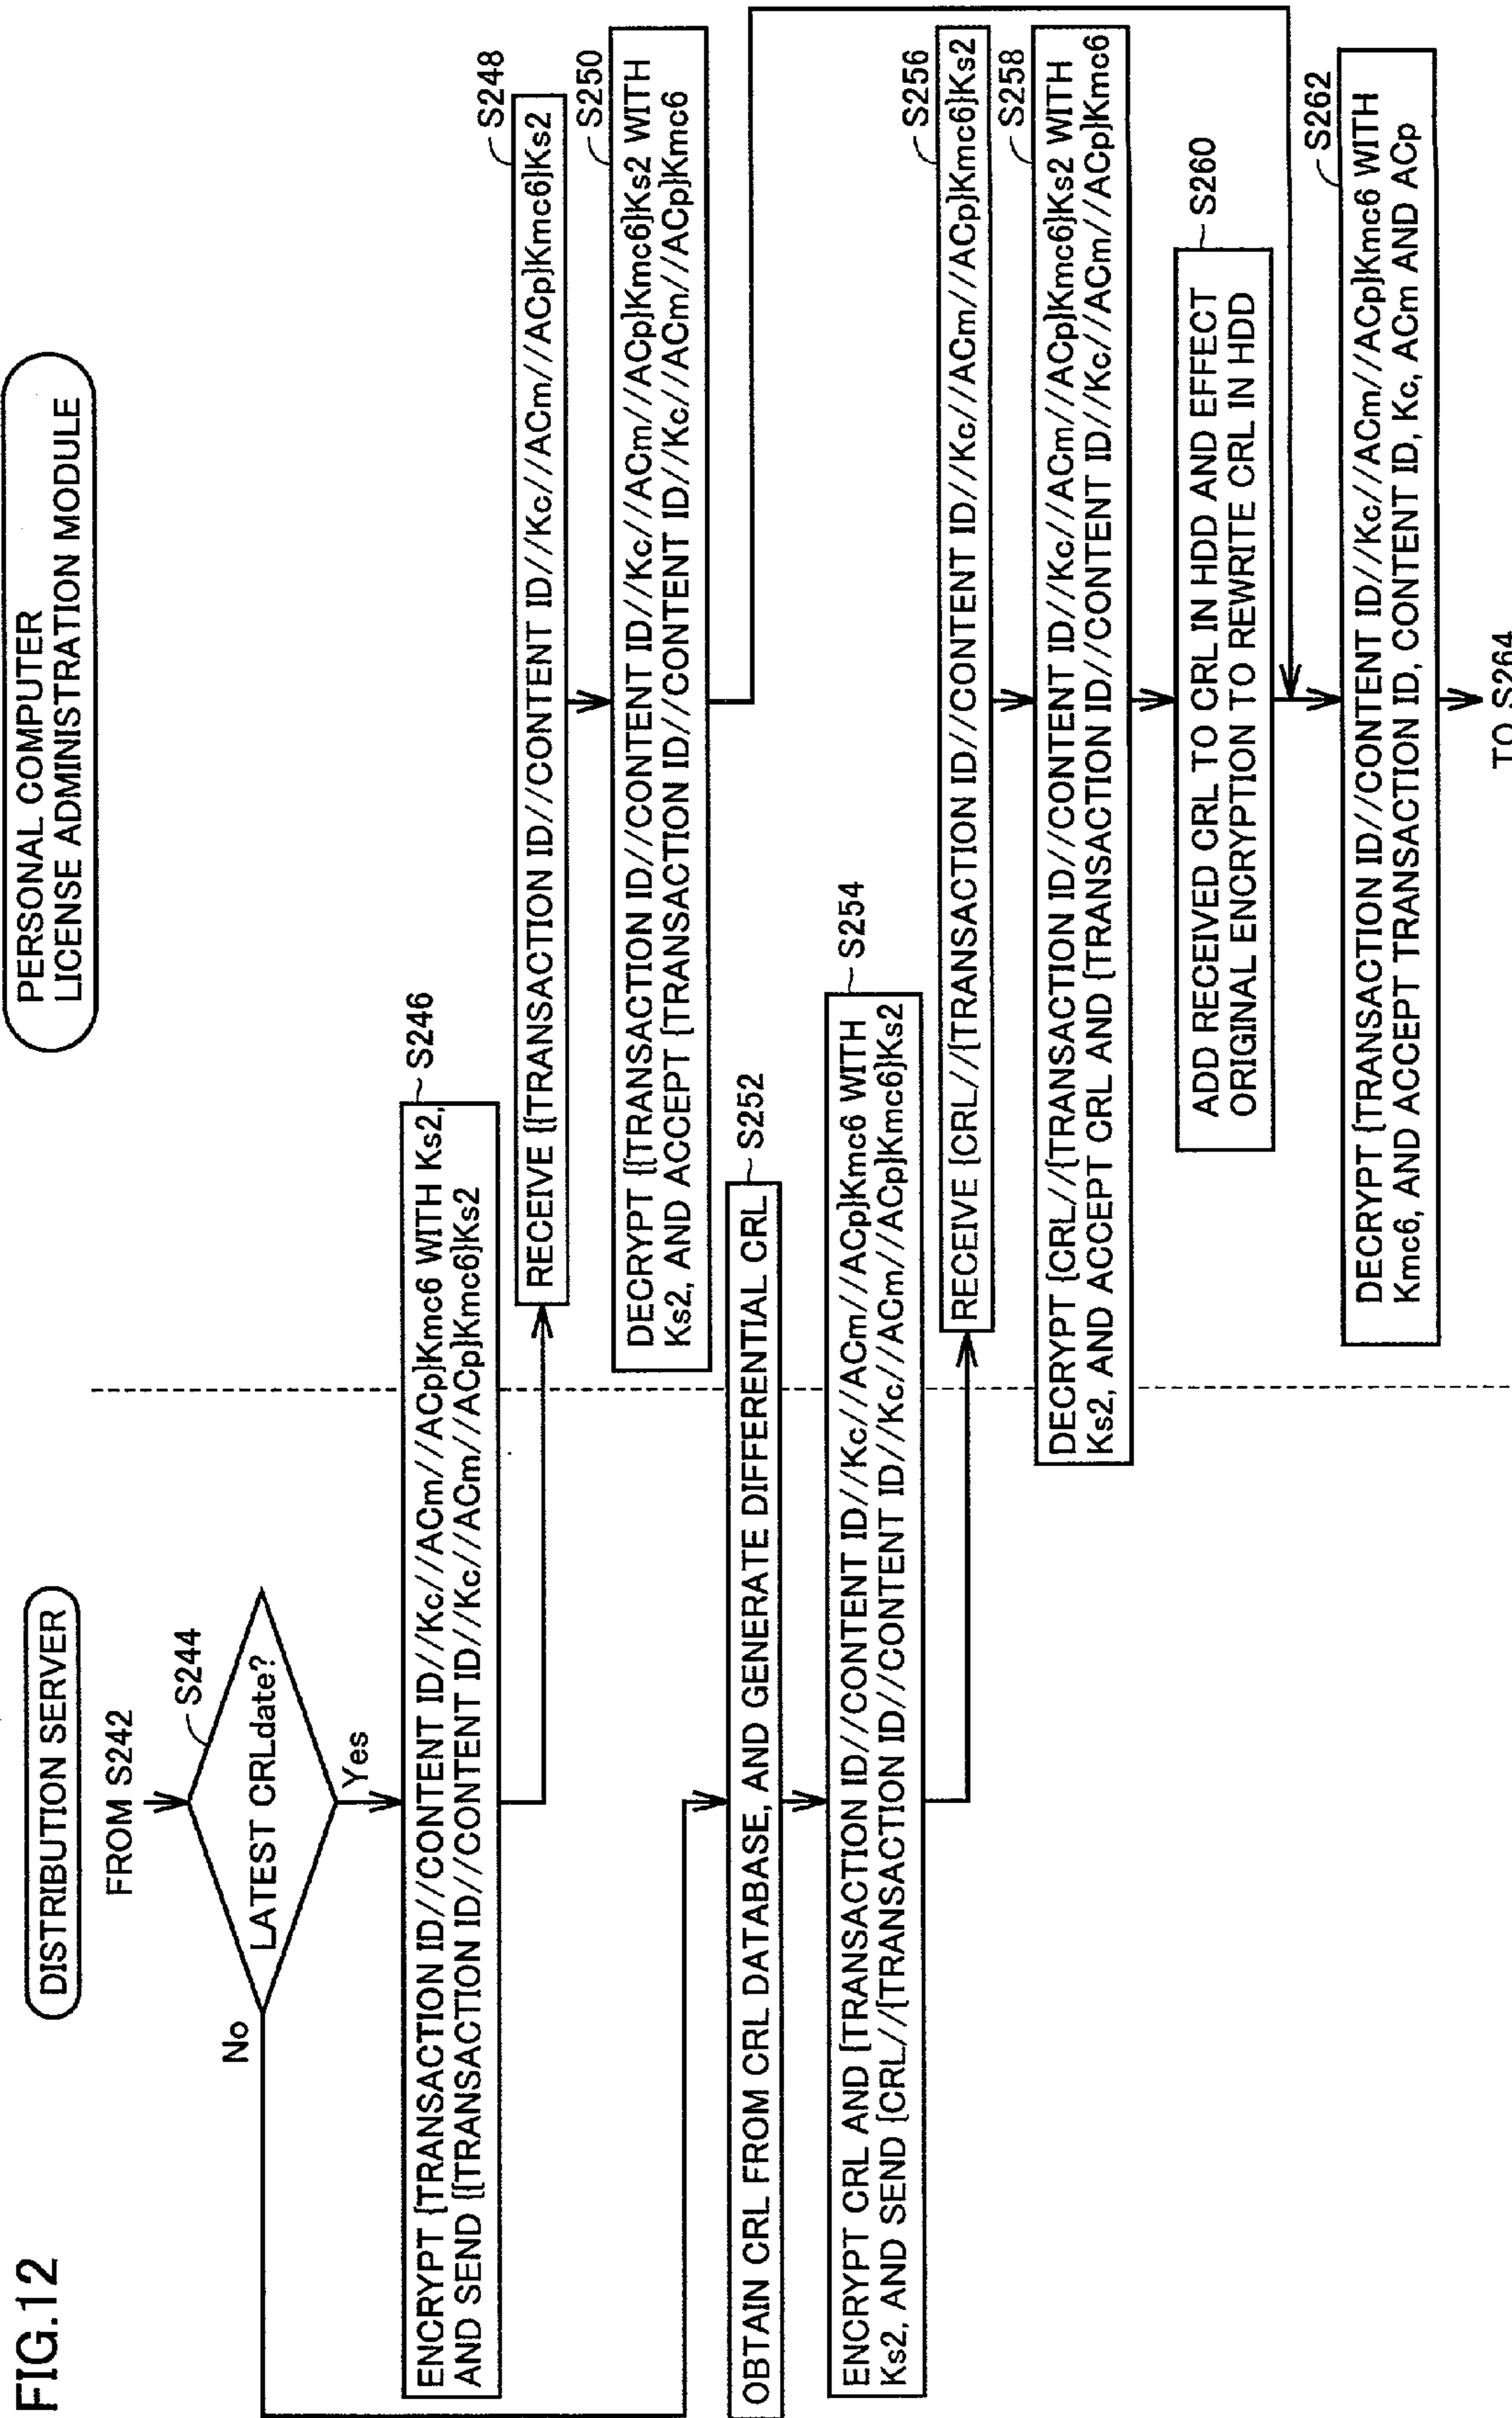 FIG.12
DISTRIBUTION SERVER
PERSONAL COMPUTER
LICENSE ADMINISTRATION MODULE
FROM S242
S244
LATEST CRLdate?
No
Yes
S246
ENCRYPT {TRANSACTION ID//CONTENT ID//Kc//ACm//ACp}Kmc6 WITH Ks2,
AND SEND {{TRANSACTION ID//CONTENT ID//Kc//ACm//ACp}Kmc6}Ks2
S248
RECEIVE {{TRANSACTION ID//CONTENT ID//Kc//ACm//ACp}Kmc6}Ks2
S250
DECRYPT {{TRANSACTION ID//CONTENT ID//Kc//ACm//ACp}Kmc6}Ks2 WITH
Ks2, AND ACCEPT {TRANSACTION ID//CONTENT ID//Kc//ACm//ACp}Kmc6
S252
OBTAIN CRL FROM CRL DATABASE, AND GENERATE DIFFERENTIAL CRL
S254
ENCRYPT CRL AND {TRANSACTION ID//CONTENT ID//Kc//ACm//ACp}Kmc6 WITH
Ks2, AND SEND {CRL//{TRANSACTION ID//CONTENT ID//Kc//ACm//ACp}Kmc6}Ks2
S256
RECEIVE {CRL//{TRANSACTION ID//CONTENT ID//Kc//ACm//ACp}Kmc6}Ks2
S258
DECRYPT {CRL//{TRANSACTION ID//CONTENT ID//Kc//ACm//ACp}Kmc6}Ks2 WITH
Ks2, AND ACCEPT CRL AND {TRANSACTION ID//CONTENT ID//Kc//ACm//ACp}Kmc6
S260
ADD RECEIVED CRL TO CRL IN HDD AND EFFECT
ORIGINAL ENCRYPTION TO REWRITE CRL IN HDD
S262
DECRYPT {TRANSACTION ID//CONTENT ID//Kc//ACm//ACp}Kmc6 WITH
Kmc6, AND ACCEPT TRANSACTION ID, CONTENT ID, Kc, ACm AND ACp
TO S264